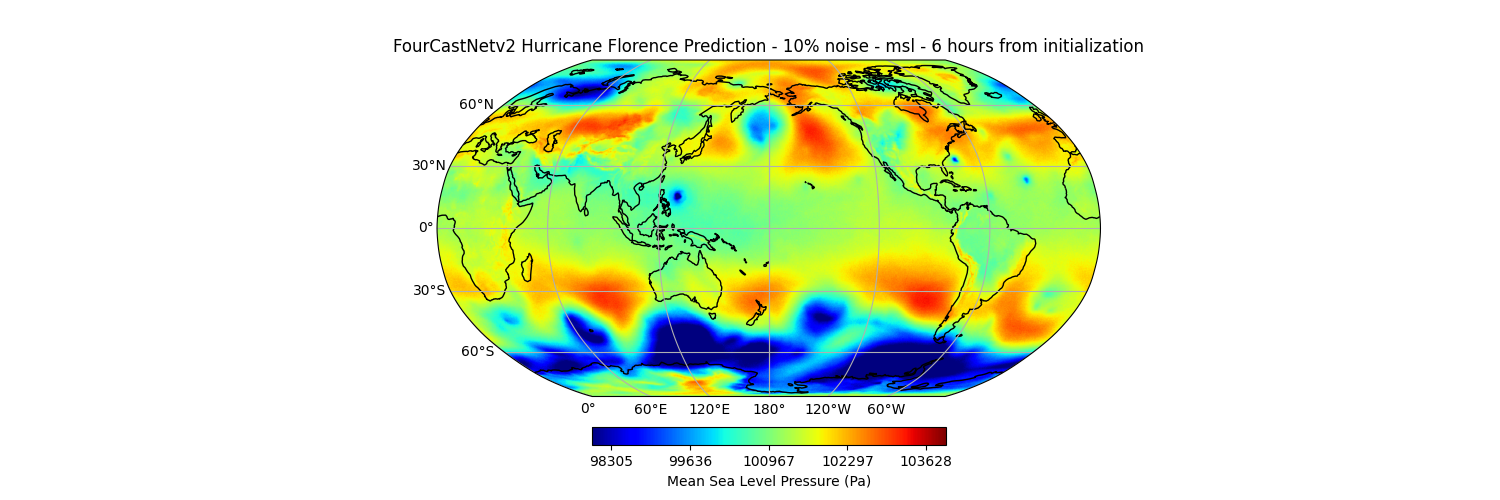 FourCastNetv2 Hurricane Florence Prediction - 10% noise - msl - 6 hours from initialization
60°N
30°N
0°
30°S
60°S
0° 60°E 120°E 180° 120°W 60°W
98305 99636 100967 102297 103628
Mean Sea Level Pressure (Pa)